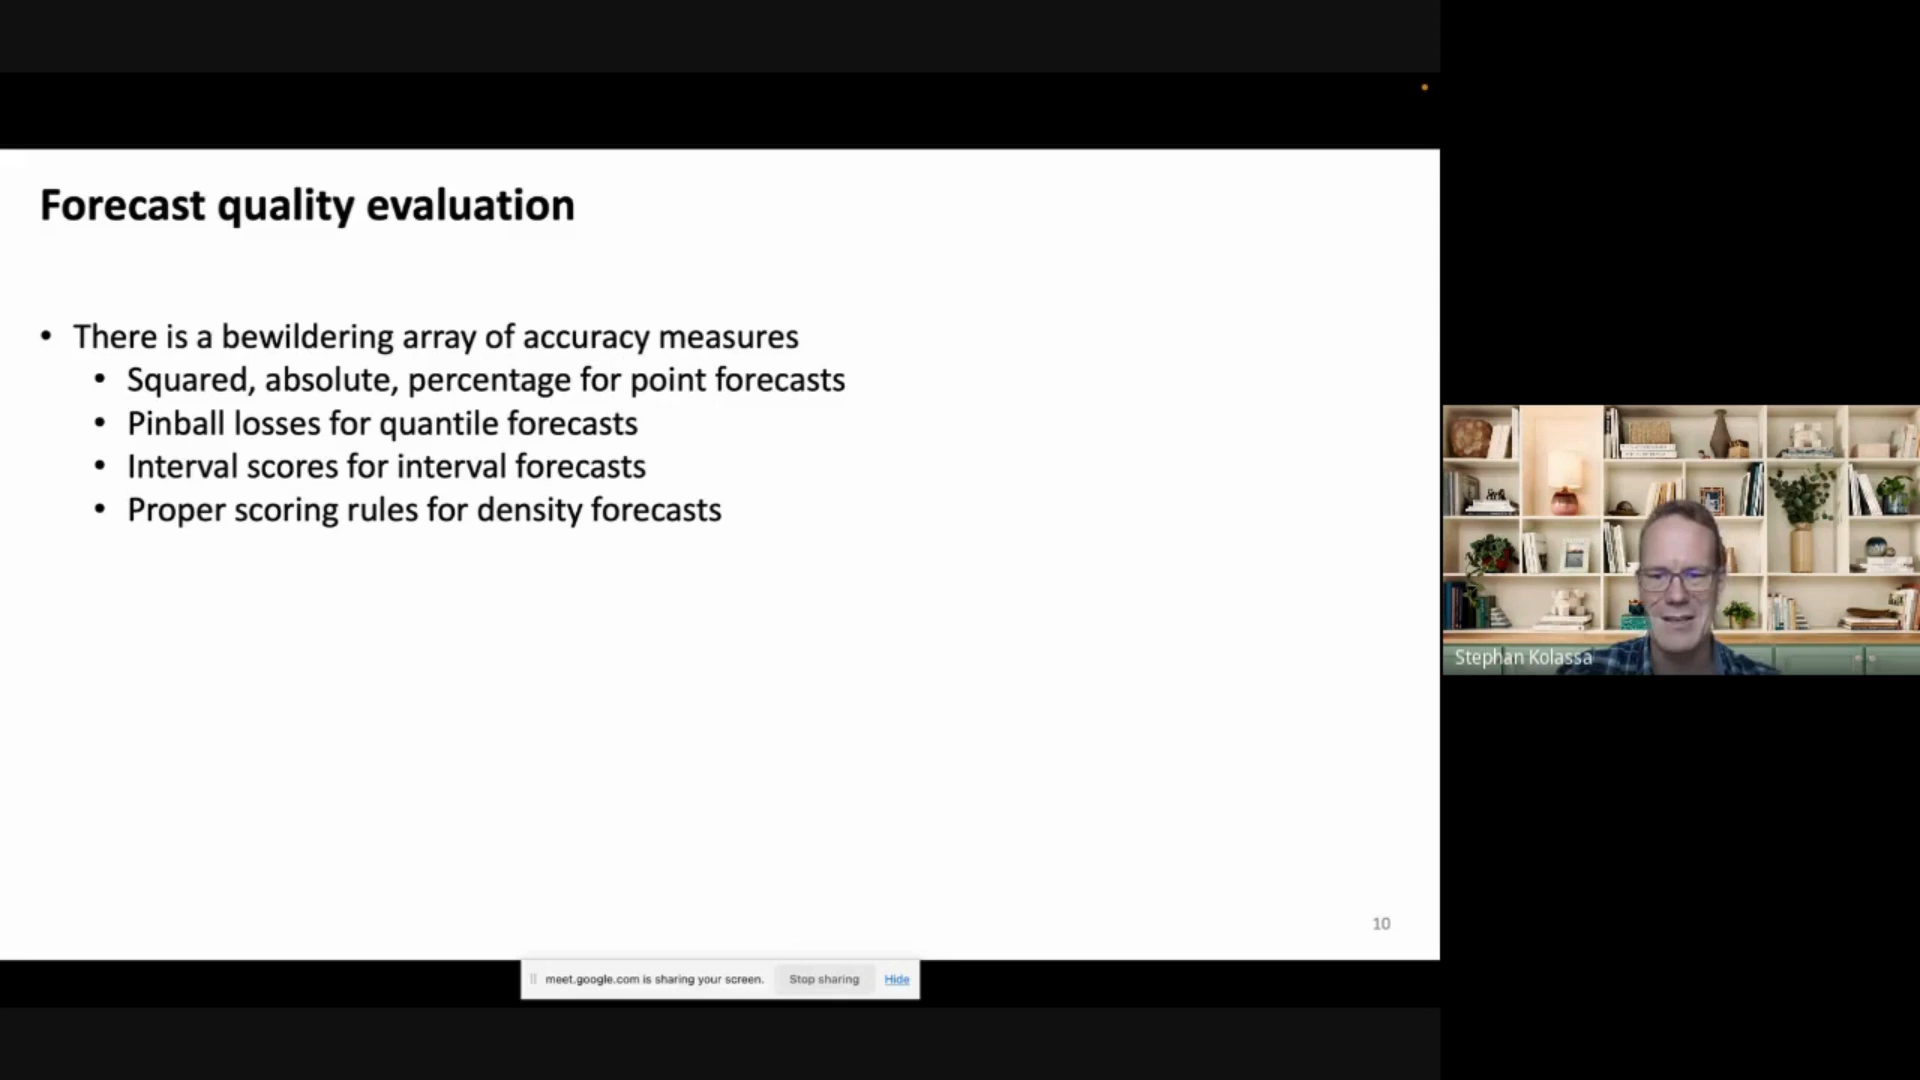 Forecast quality evaluation
• There is a bewildering array of accuracy measures
• Squared, absolute, percentage for point forecasts
• Pinball losses for quantile forecasts
• Interval scores for interval forecasts
• Proper scoring rules for density forecasts
10
Stephan Kolassa
meet.google.com is sharing your screen. Stop sharing Hide